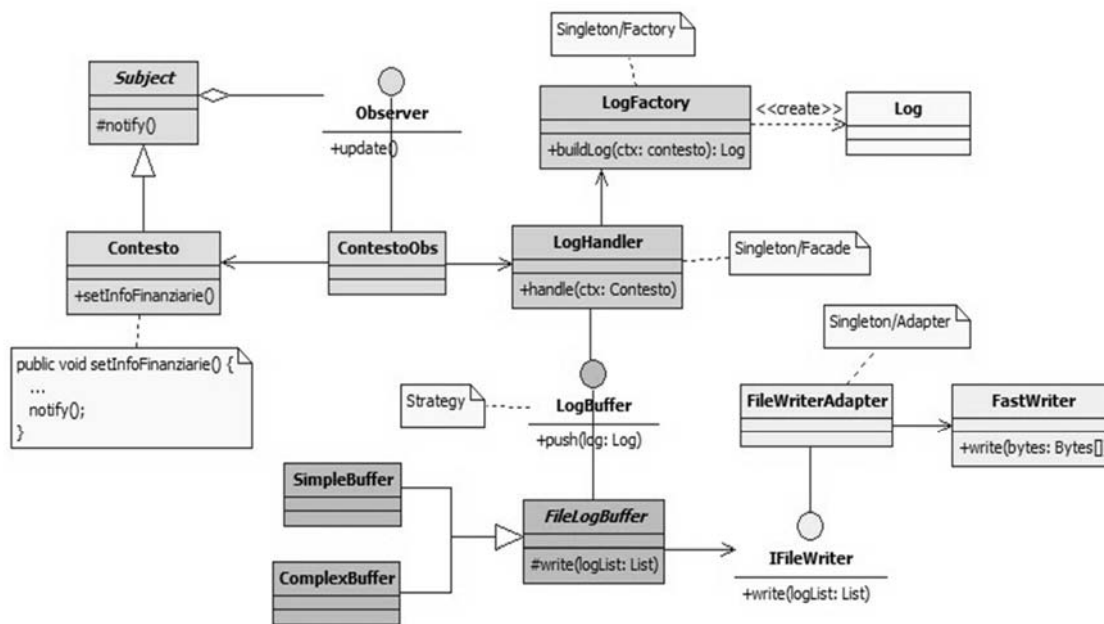 Singleton/Factory
Subject
#notify()
Observer
+update()
LogFactory
+buildLog(ctx: contesto): Log
<<create>>
Log
Contesto
+setInfoFinanziarie()
ContestoObs
LogHandler
+handle(ctx: Contesto)
Singleton/Facade
public void setInfoFinanziarie() {
...
notify();
}
Strategy
LogBuffer
+push(log: Log)
Singleton/Adapter
FileWriterAdapter
FastWriter
+write(bytes: Bytes[]
SimpleBuffer
ComplexBuffer
FileLogBuffer
#write(logList: List)
IFileWriter
+write(logList: List)